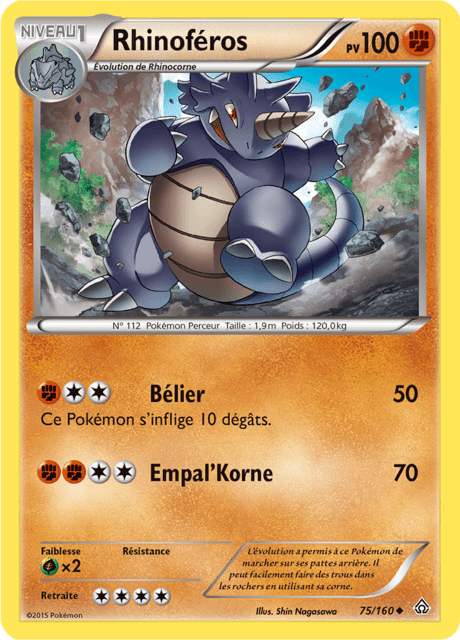 NIVEAU 1
Rhinoféros
PV 100
Évolution de Rhinocorne
N° 112 Pokémon Perceur Taille : 1,9 m Poids : 120,0 kg
Bélier 50
Ce Pokémon s'inflige 10 dégâts.
Empal'Korne 70
Faiblesse Résistance
×2
Retraite
L'évolution a permis à ce Pokémon de
marcher sur ses pattes arrière. Il
peut facilement faire des trous dans
les rochers en utilisant sa corne.
©2015 Pokémon
Illus. Shin Nagasawa
75/160